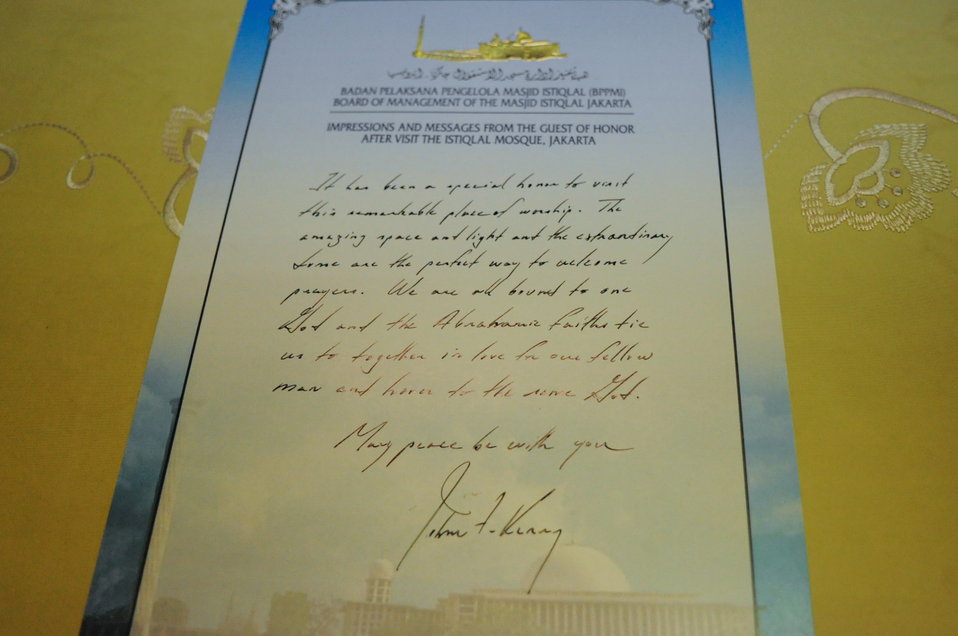 BADAN PELAKSANA PENGELOLA MASJID ISTIQLAL (BPPMI)
BOARD OF MANAGEMENT OF THE MASJID ISTIQLAL JAKARTA
IMPRESSIONS AND MESSAGES FROM THE GUEST OF HONOR
AFTER VISIT THE ISTIQLAL MOSQUE, JAKARTA
It has been a special honor to visit
this remarkable place of worship. The
amazing space and light and the extraordinary
dome are the perfect way to welcome
prayers. We are all bound to one
God and the Abrahamic faiths tie
us to together in love for our fellow
man and honor to the same God.
May peace be with you
John F. Kerry